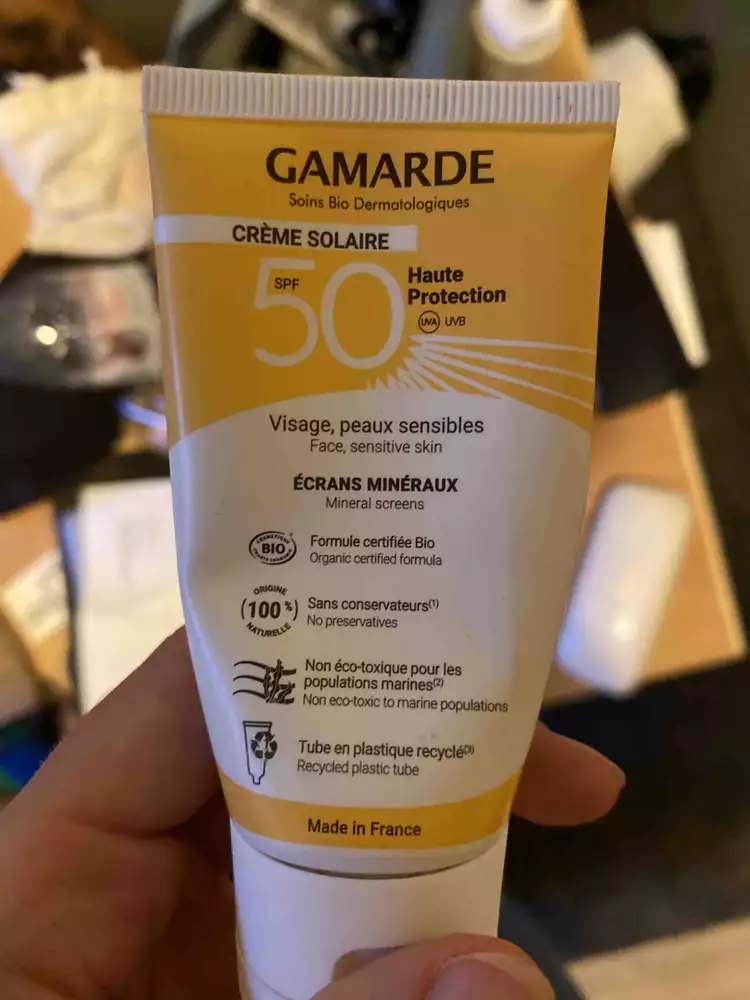 GAMARDE
Soins Bio Dermatologiques
CRÈME SOLAIRE
SPF 50
Haute
Protection
UVA UVB
Visage, peaux sensibles
Face, sensitive skin
ÉCRANS MINÉRAUX
Mineral screens
COSMETIQUE
BIO
Formule certifiée Bio
Organic certified formula
ORIGINE
100%
NATURELLE
Sans conservateurs(1)
No preservatives
Non éco-toxique pour les
populations marines(2)
Non eco-toxic to marine populations
Tube en plastique recyclé(3)
Recycled plastic tube
Made in France